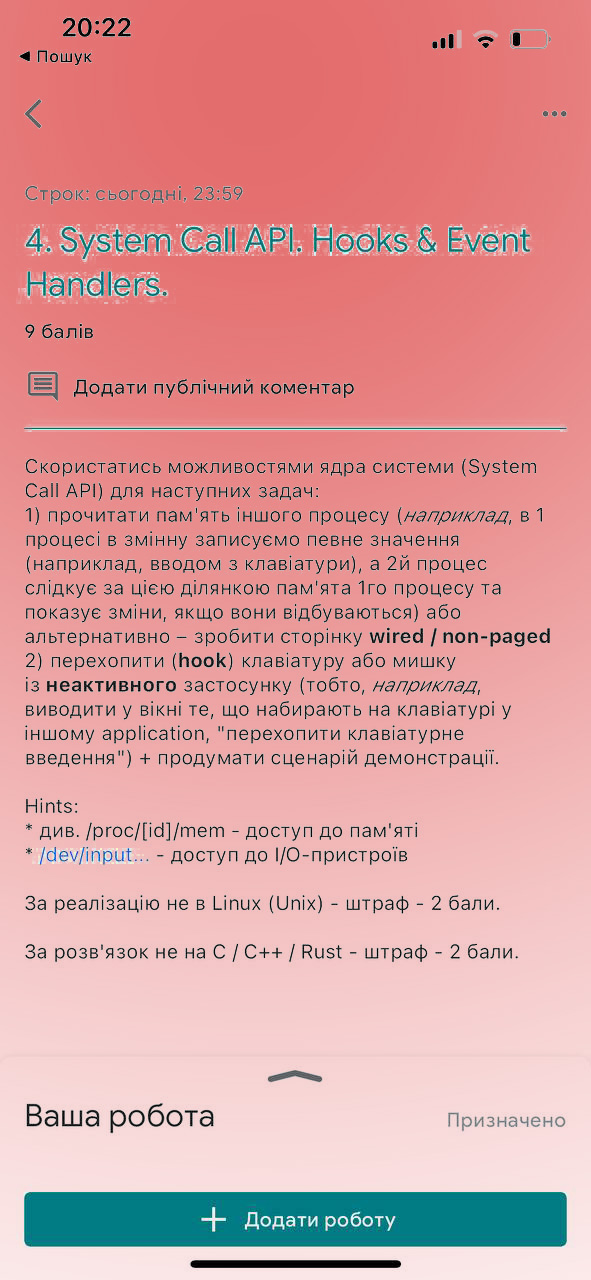 20:22
◀ Пошук
Строк: сьогодні, 23:59
4. System Call API. Hooks & Event
Handlers.
9 балів
Додати публічний коментар
Скористатись можливостями ядра системи (System
Call API) для наступних задач:
1) прочитати пам'ять іншого процесу (наприклад, в 1
процесі в змінну записуємо певне значення
(наприклад, вводом з клавіатури), а 2й процес
слідкує за цією ділянкою пам'ята 1го процесу та
показує зміни, якщо вони відбуваються) або
альтернативно – зробити сторінку wired / non-paged
2) перехопити (hook) клавіатуру або мишку
із неактивного застосунку (тобто, наприклад,
виводити у вікні те, що набирають на клавіатурі у
іншому application, "перехопити клавіатурне
введення") + продумати сценарій демонстрації.
Hints:
* див. /proc/[id]/mem - доступ до пам'яті
* /dev/input... - доступ до I/O-пристроїв
За реалізацію не в Linux (Unix) - штраф - 2 бали.
За розв'язок не на C / C++ / Rust - штраф - 2 бали.
Ваша робота
Призначено
+ Додати роботу